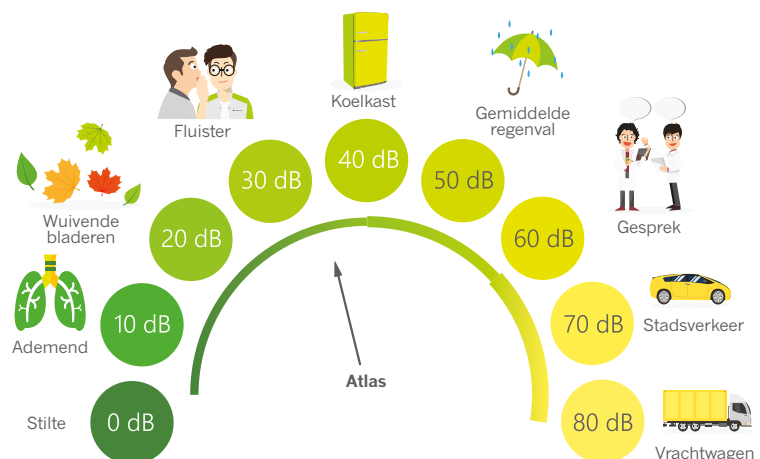 Stilte
0 dB
Ademend
10 dB
Wuivende
bladeren
20 dB
Fluister
30 dB
Koelkast
40 dB
Gemiddelde
regenval
50 dB
Gesprek
60 dB
Stadsverkeer
70 dB
Vrachtwagen
80 dB
Atlas